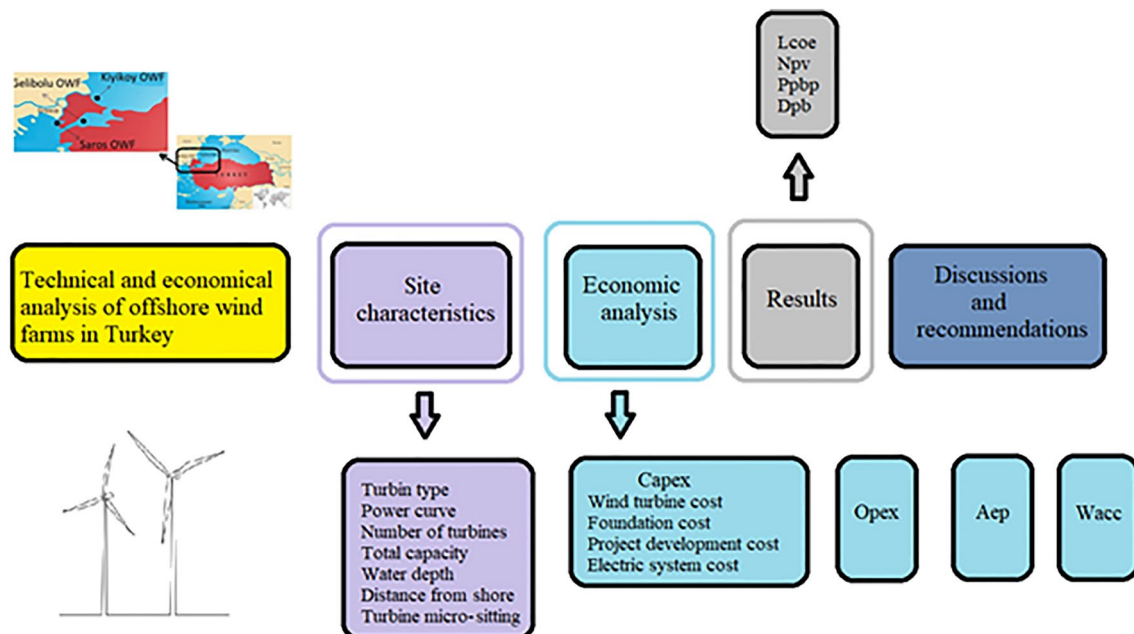 Lcoe
Npv
Ppbp
Dpb
Gelibolu OWF
Kiyikoy OWF
Saros OWF
TURKEY
Technical and economical
analysis of offshore wind
farms in Turkey
Site
characteristics
Economic
analysis
Results
Discussions
and
recommendations
Turbin type
Power curve
Number of turbines
Total capacity
Water depth
Distance from shore
Turbine micro-sitting
Capex
Wind turbine cost
Foundation cost
Project development cost
Electric system cost
Opex
Aep
Wacc